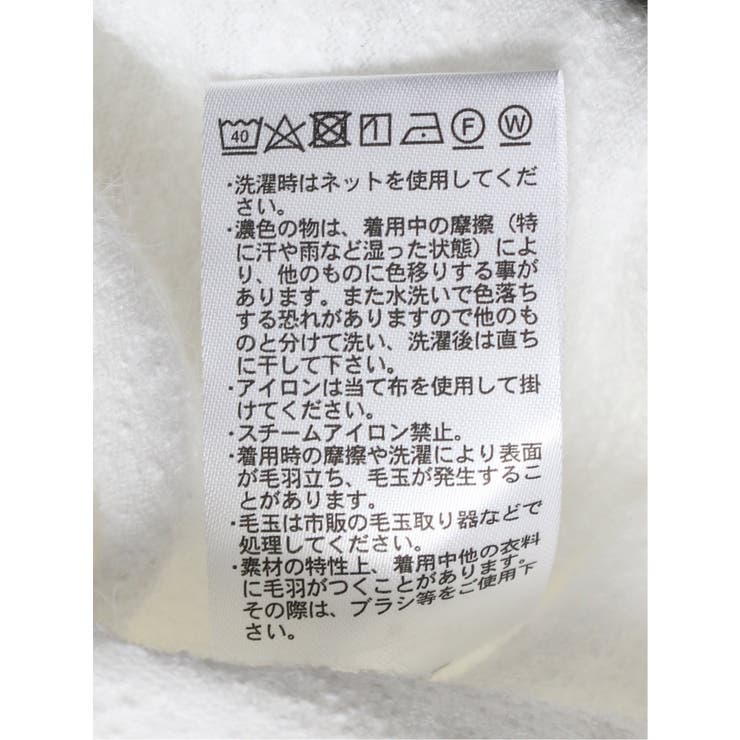 40 F W
・洗濯時はネットを使用してくだ
さい。
・濃色の物は、着用中の摩擦（特
に汗や雨など湿った状態）によ
り、他のものに色移りする事が
あります。また水洗いで色落ち
する恐れがありますので他のも
のと分けて洗い、洗濯後は直ち
に干して下さい。
・アイロンは当て布を使用して掛
けてください。
・スチームアイロン禁止。
・着用時の摩擦や洗濯により表面
が毛羽立ち、毛玉が発生するこ
とがあります。
・毛玉は市販の毛玉取り器などで
処理してください。
・素材の特性上、着用中他の衣料
に毛羽がつくことがあります。
その際は、ブラシ等をご使用下
さい。